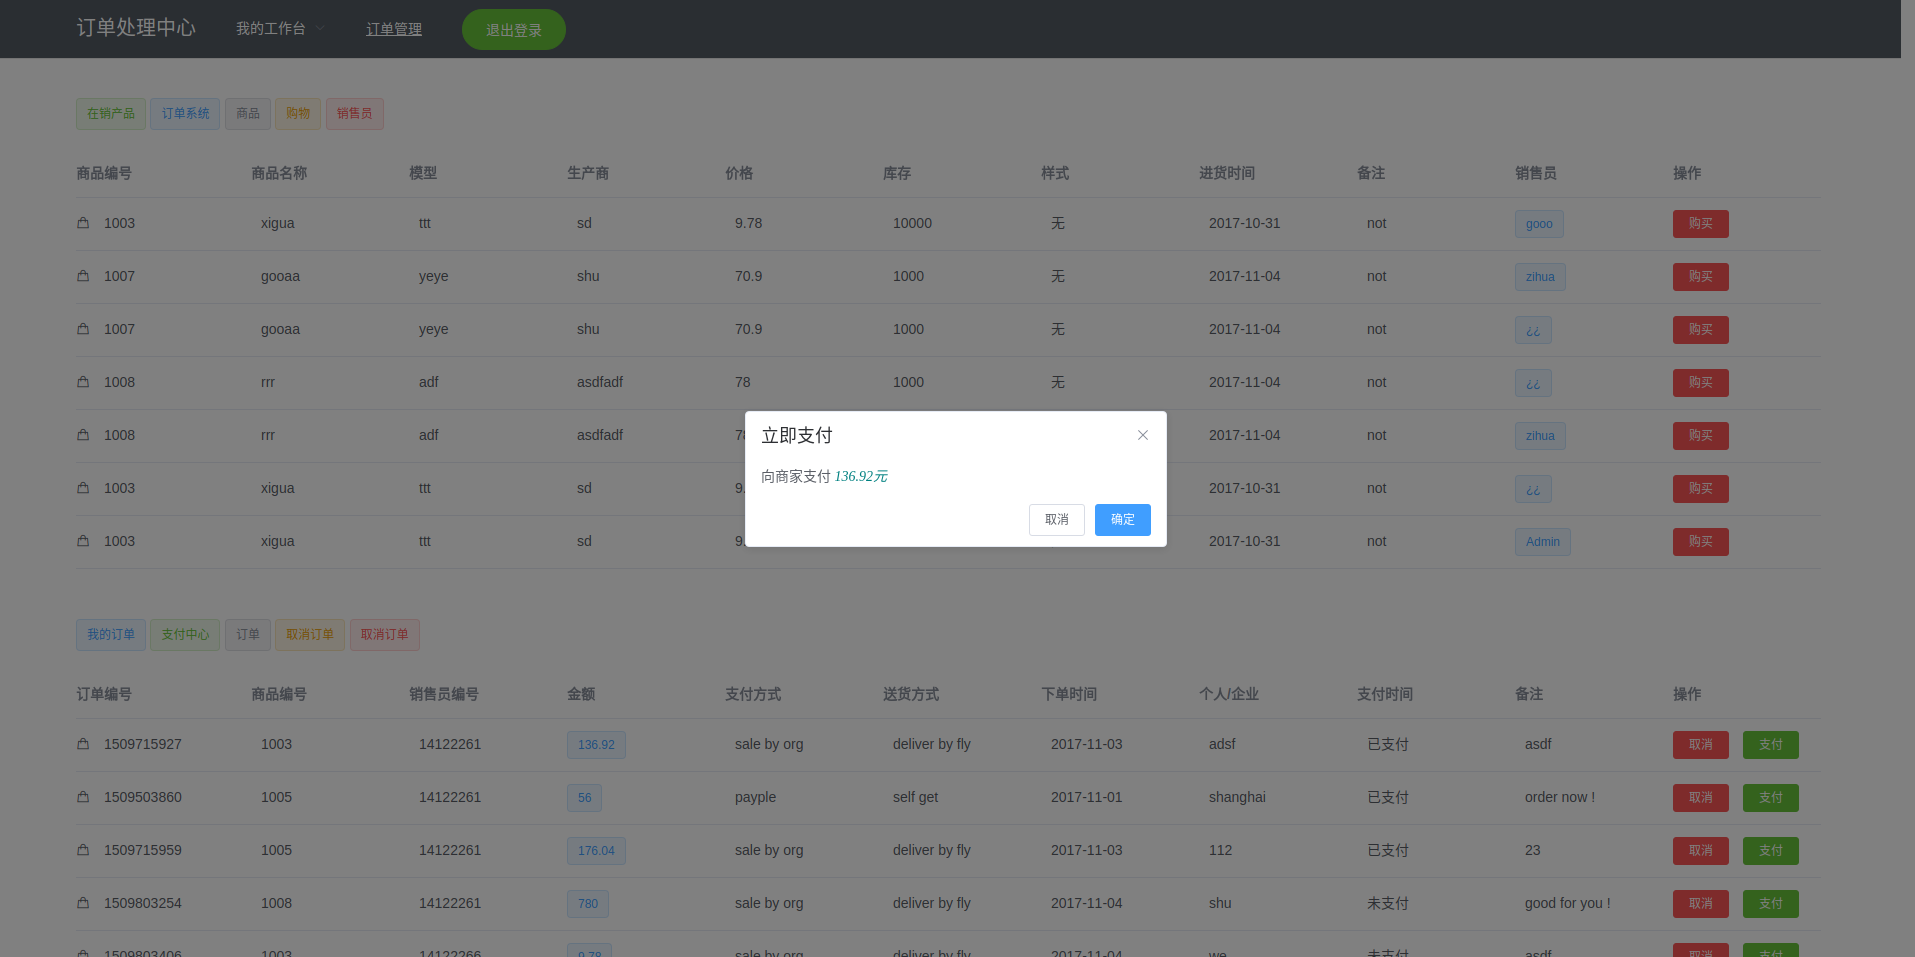 订单处理中心 我的工作台 订单管理 退出登录
在销产品 订单系统 商品 购物 销售员
商品编号 商品名称 模型 生产商 价格 库存 样式 进货时间 备注 销售员 操作
1003 xigua ttt sd 9.78 10000 无 2017-10-31 not gooo 购买
1007 gooaa yeye shu 70.9 1000 无 2017-11-04 not zihua 购买
1007 gooaa yeye shu 70.9 1000 无 2017-11-04 not ¿¿ 购买
1008 rrr adf asdfadf 78 1000 无 2017-11-04 not ¿¿ 购买
1008 rrr adf asdfadf 2017-11-04 not zihua 购买
1003 xigua ttt sd 2017-10-31 not ¿¿ 购买
1003 xigua ttt sd 2017-10-31 not Admin 购买
立即支付
向商家支付 136.92元
取消 确定
我的订单 支付中心 订单 取消订单 取消订单
订单编号 商品编号 销售员编号 金额 支付方式 送货方式 下单时间 个人/企业 支付时间 备注 操作
1509715927 1003 14122261 136.92 sale by org deliver by fly 2017-11-03 adsf 已支付 asdf 取消 支付
1509503860 1005 14122261 56 payple self get 2017-11-01 shanghai 已支付 order now ! 取消 支付
1509715959 1005 14122261 176.04 sale by org deliver by fly 2017-11-03 112 已支付 23 取消 支付
1509803254 1008 14122261 780 sale by org deliver by fly 2017-11-04 shu 未支付 good for you ! 取消 支付
1509803406 1003 14122266 9.78 sale by org deliver by fly 2017-11-04 we 未支付 asdf 取消 支付